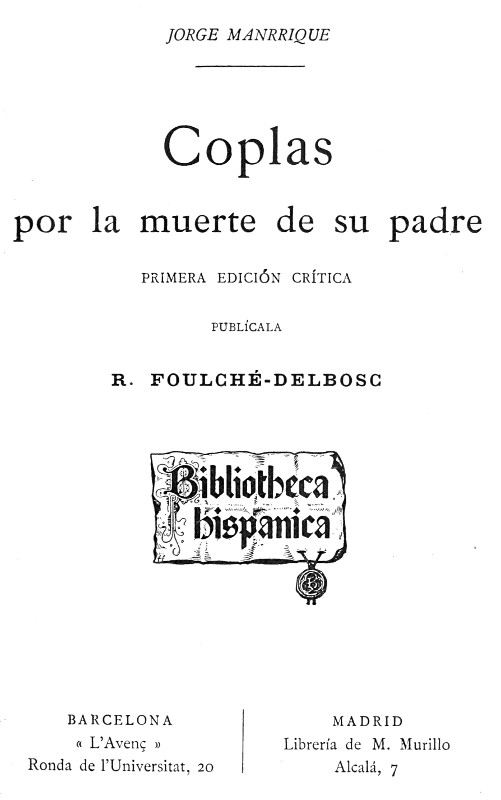 JORGE MANRRIQUE
Coplas
por la muerte de su padre
PRIMERA EDICIÓN CRÍTICA
PUBLÍCALA
R. FOULCHÉ-DELBOSC
Bibliotheca
hispanica
BARCELONA
« L'Avenç »
Ronda de l'Universitat, 20
MADRID
Librería de M. Murillo
Alcalá, 7